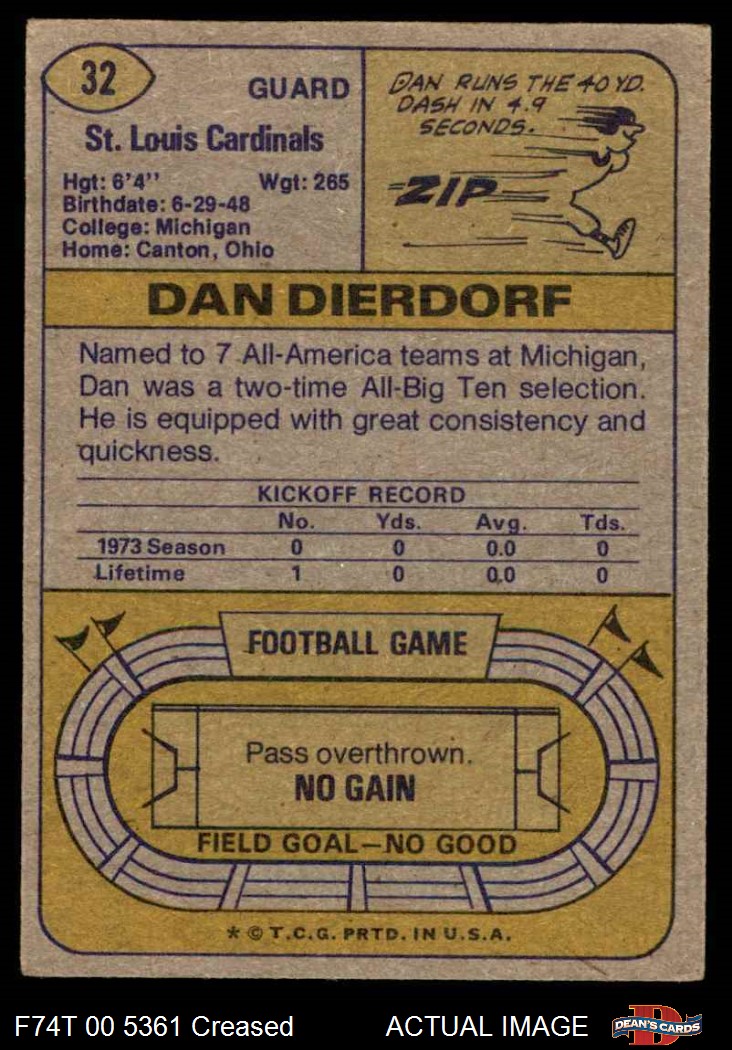 32
GUARD
St. Louis Cardinals
Hgt: 6'4" Wgt: 265
Birthdate: 6-29-48
College: Michigan
Home: Canton, Ohio
DAN RUNS THE 40 YD.
DASH IN 4.9
SECONDS.
ZIP
DAN DIERDORF
Named to 7 All-America teams at Michigan,
Dan was a two-time All-Big Ten selection.
He is equipped with great consistency and
quickness.
KICKOFF RECORD
No. Yds. Avg. Tds.
1973 Season 0 0 0.0 0
Lifetime 1 0 0.0 0
FOOTBALL GAME
Pass overthrown.
NO GAIN
FIELD GOAL—NO GOOD
* © T.C.G. PRTD. IN U.S.A.
F74T 00 5361 Creased ACTUAL IMAGE
D
DEAN'S CARDS